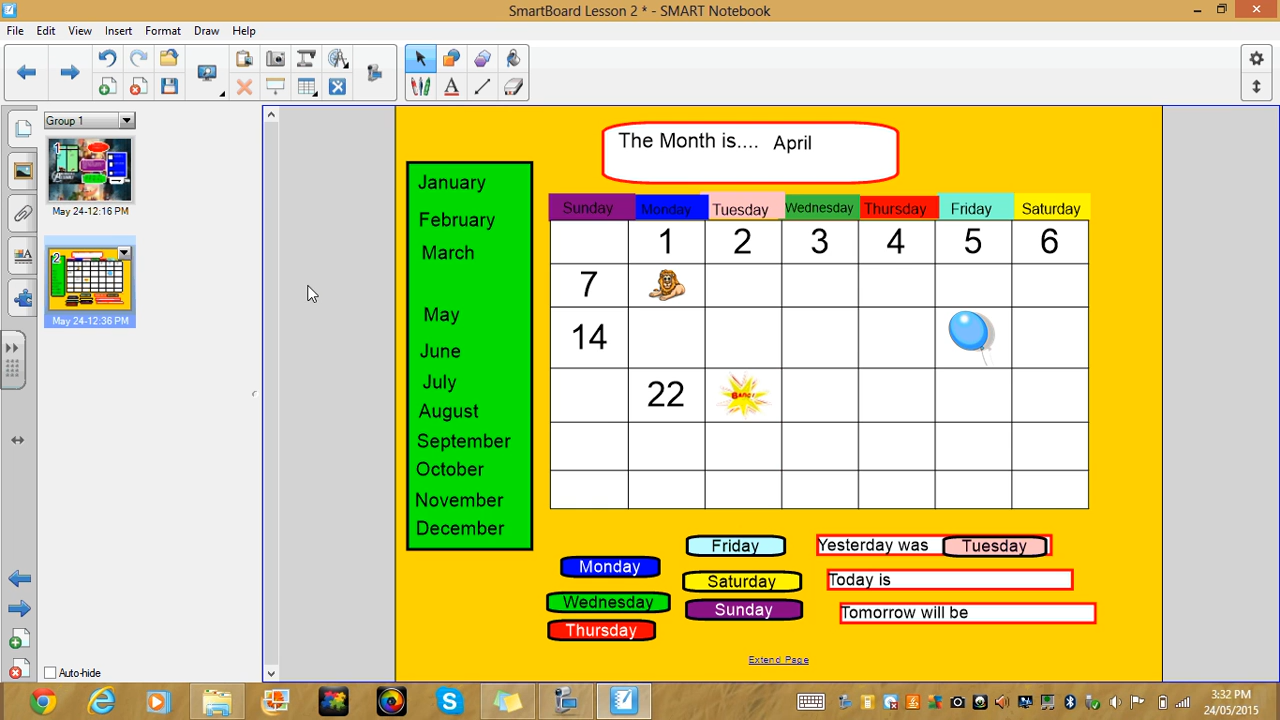 SmartBoard Lesson 2 * - SMART Notebook
File Edit View Insert Format Draw Help
Group 1
1
May 24-12:16 PM
2
May 24-12:36 PM
Auto-hide
The Month is.... April
January
February
March
May
June
July
August
September
October
November
December
Sunday Monday Tuesday Wednesday Thursday Friday Saturday
1 2 3 4 5 6
7
14
22 BANG!
Friday
Monday
Saturday
Wednesday
Sunday
Thursday
Yesterday was Tuesday
Today is
Tomorrow will be
Extend Page
3:32 PM
24/05/2015